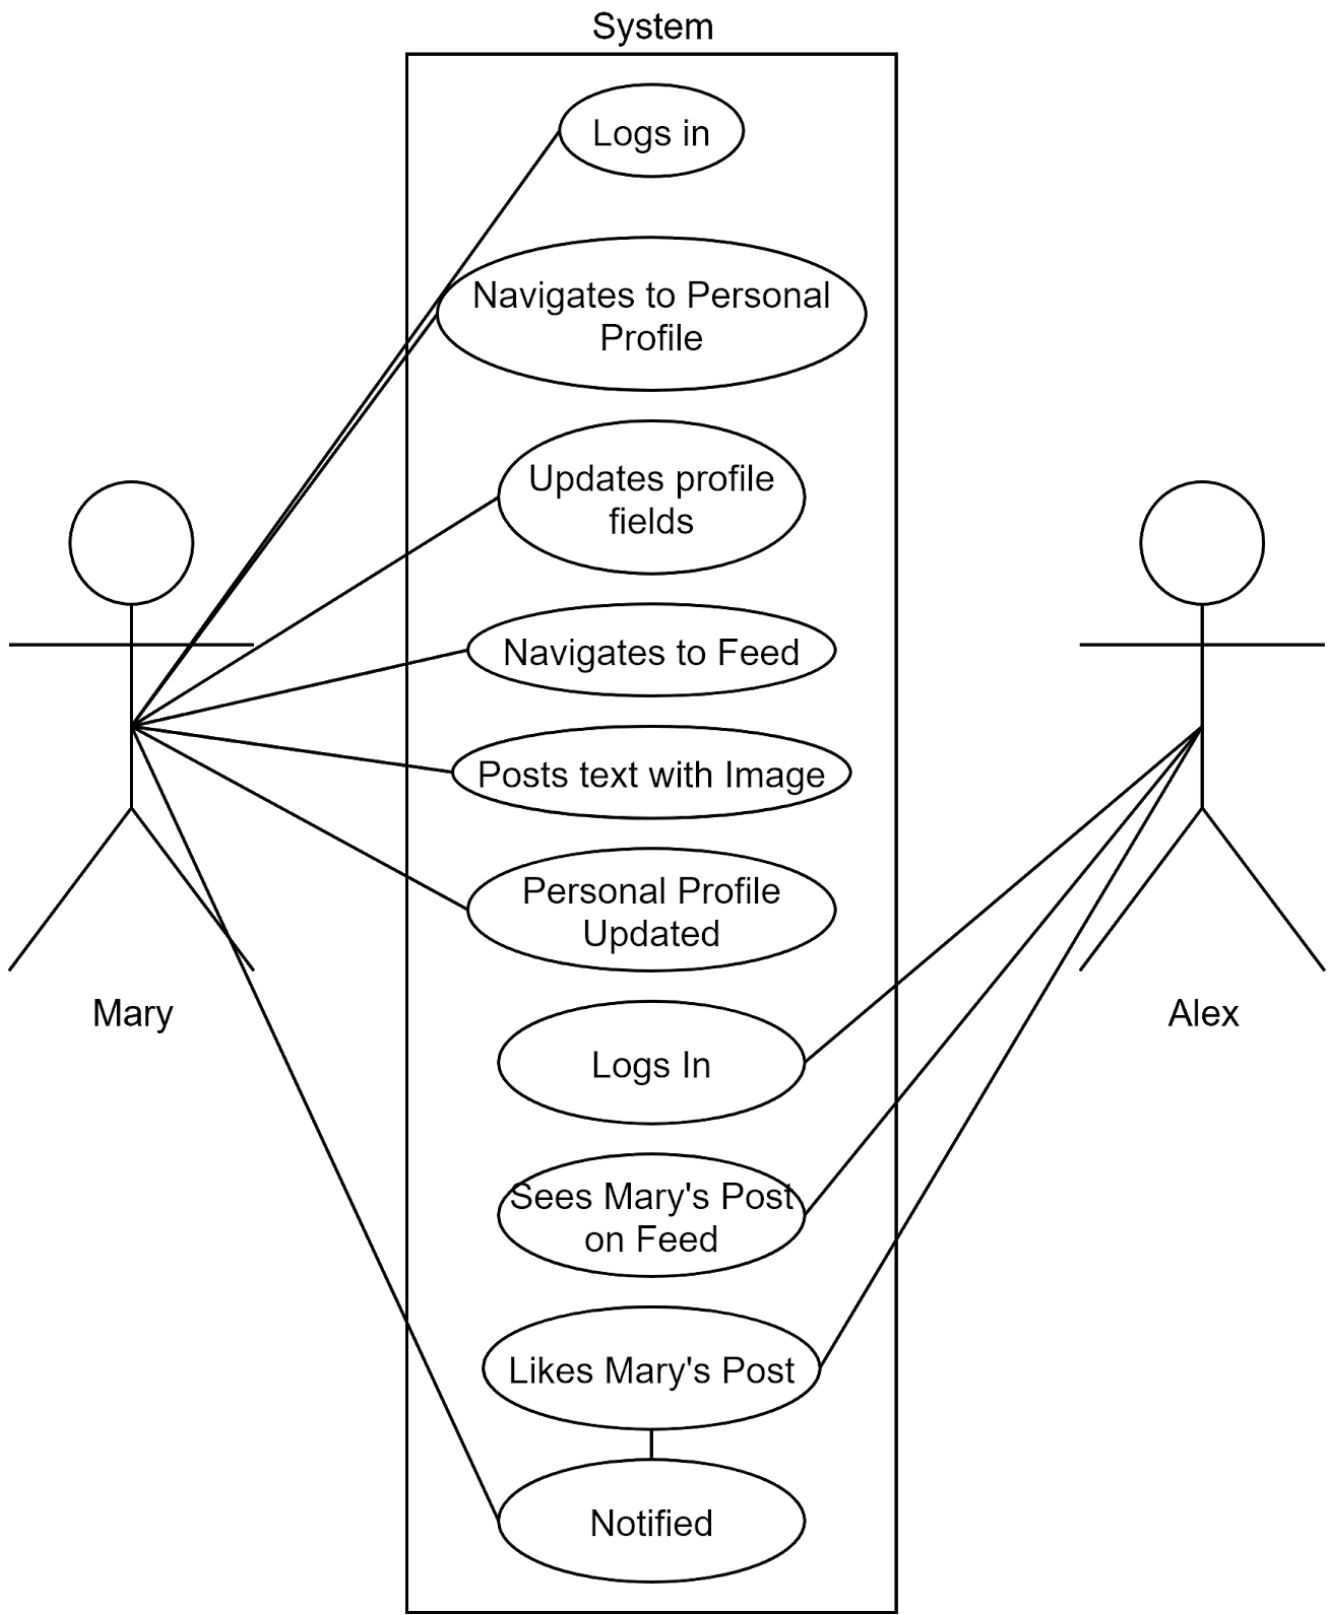 System
Logs in
Navigates to Personal
Profile
Updates profile
fields
Navigates to Feed
Posts text with Image
Personal Profile
Updated
Mary
Alex
Logs In
Sees Mary's Post
on Feed
Likes Mary's Post
Notified